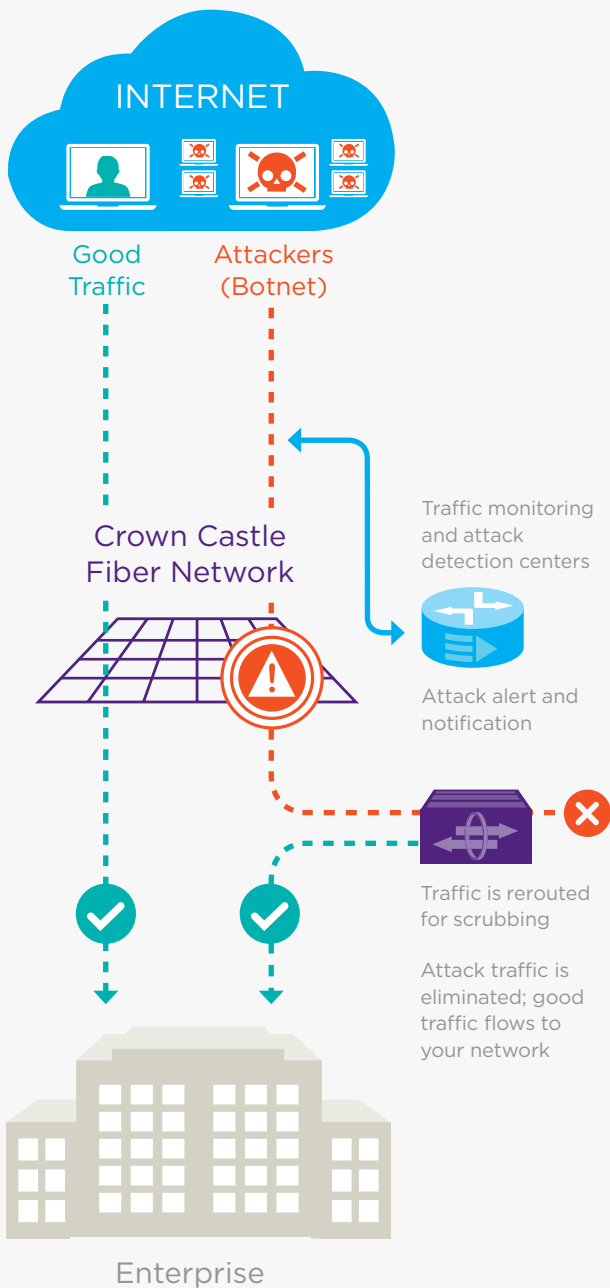 INTERNET
Good
Traffic
Attackers
(Botnet)
Crown Castle
Fiber Network
Traffic monitoring
and attack
detection centers
Attack alert and
notification
Traffic is rerouted
for scrubbing
Attack traffic is
eliminated; good
traffic flows to
your network
Enterprise